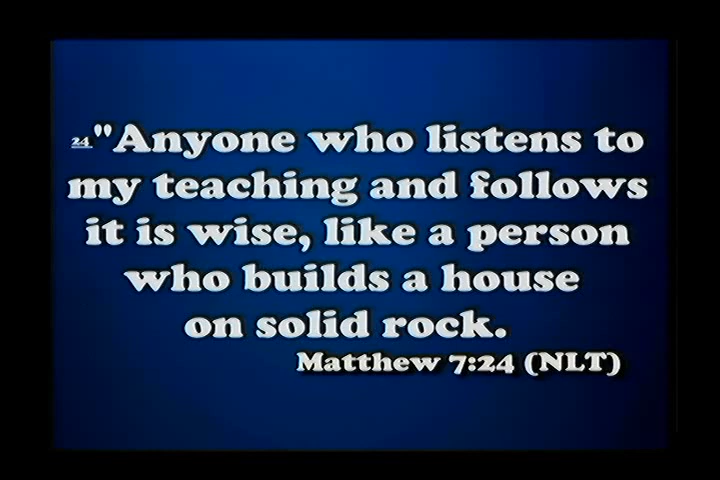 24 "Anyone who listens to
my teaching and follows
it is wise, like a person
who builds a house
on solid rock.
Matthew 7:24 (NLT)